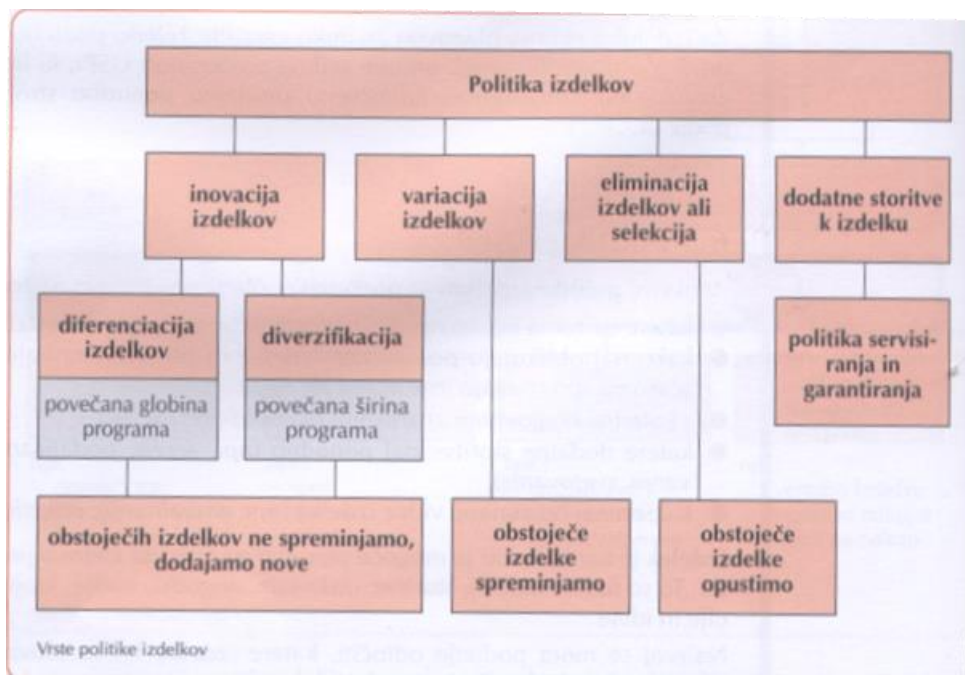 Politika izdelkov
inovacija
izdelkov
variacija
izdelkov
eliminacija
izdelkov ali
selekcija
dodatne storitve
k izdelku
diferenciacija
izdelkov
povečana globina
programa
diverzifikacija
povečana širina
programa
politika servisi-
ranja in
garantiranja
obstoječih izdelkov ne spreminjamo,
dodajamo nove
obstoječe
izdelke
spreminjamo
obstoječe
izdelke
opustimo
Vrste politike izdelkov